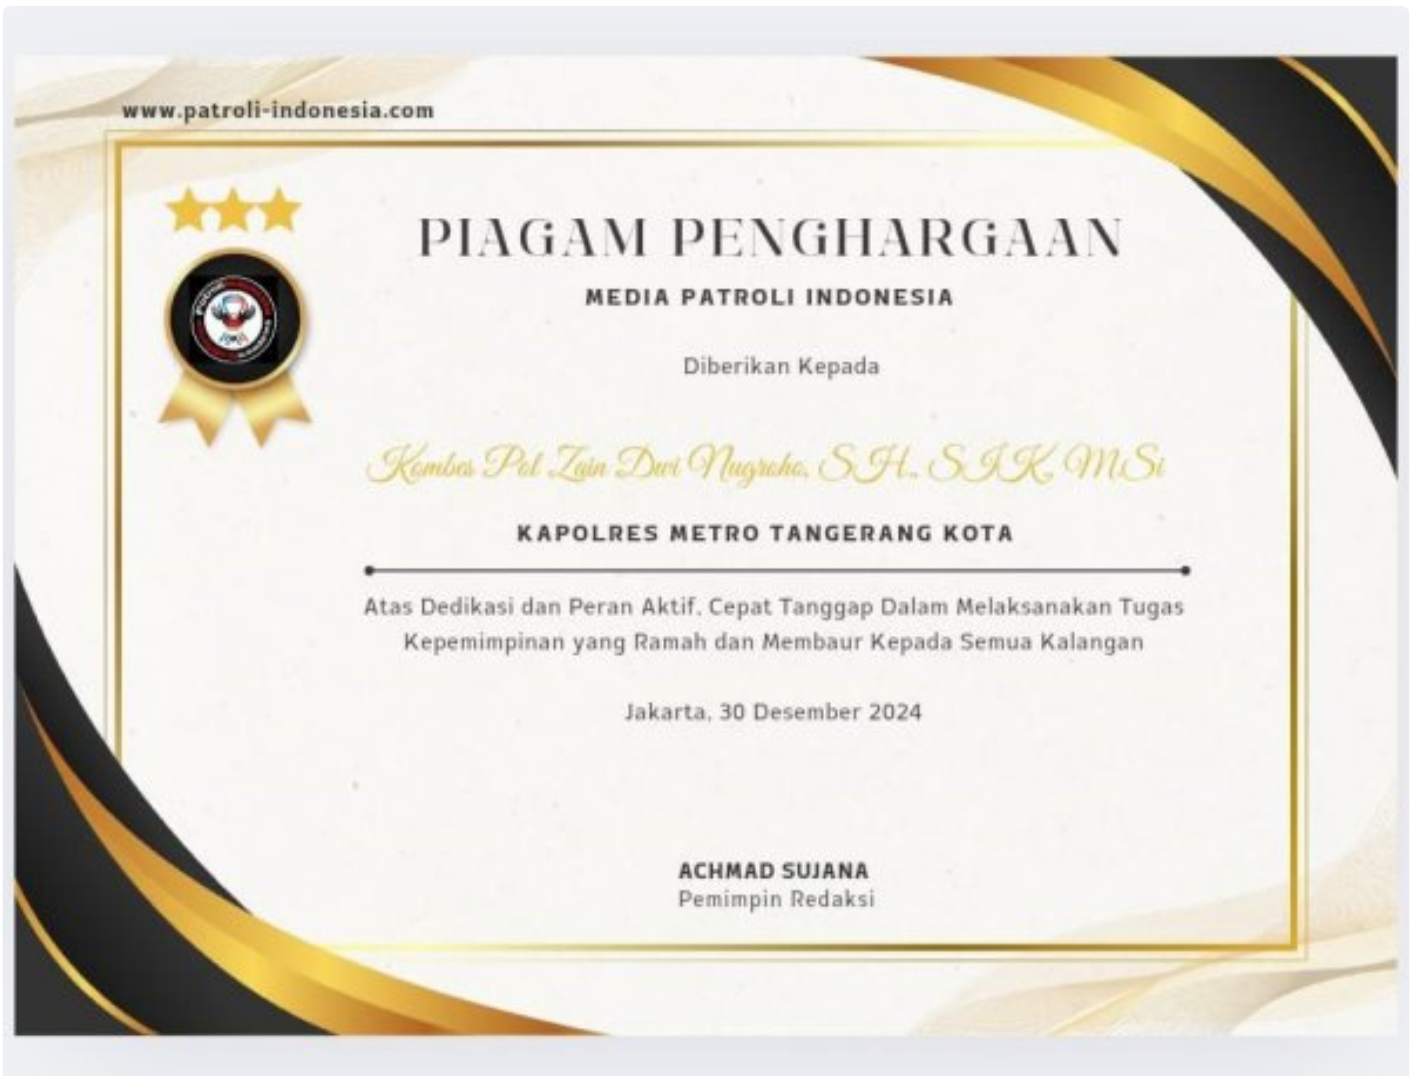 www.patroli-indonesia.com
PIAGAM PENGHARGAAN
MEDIA PATROLI INDONESIA
Diberikan Kepada
Kombes Pol Zain Dwi Nugroho, S.H., S.I.K., M.Si
KAPOLRES METRO TANGERANG KOTA
Atas Dedikasi dan Peran Aktif, Cepat Tanggap Dalam Melaksanakan Tugas
Kepemimpinan yang Ramah dan Membaur Kepada Semua Kalangan
Jakarta, 30 Desember 2024
ACHMAD SUJANA
Pemimpin Redaksi